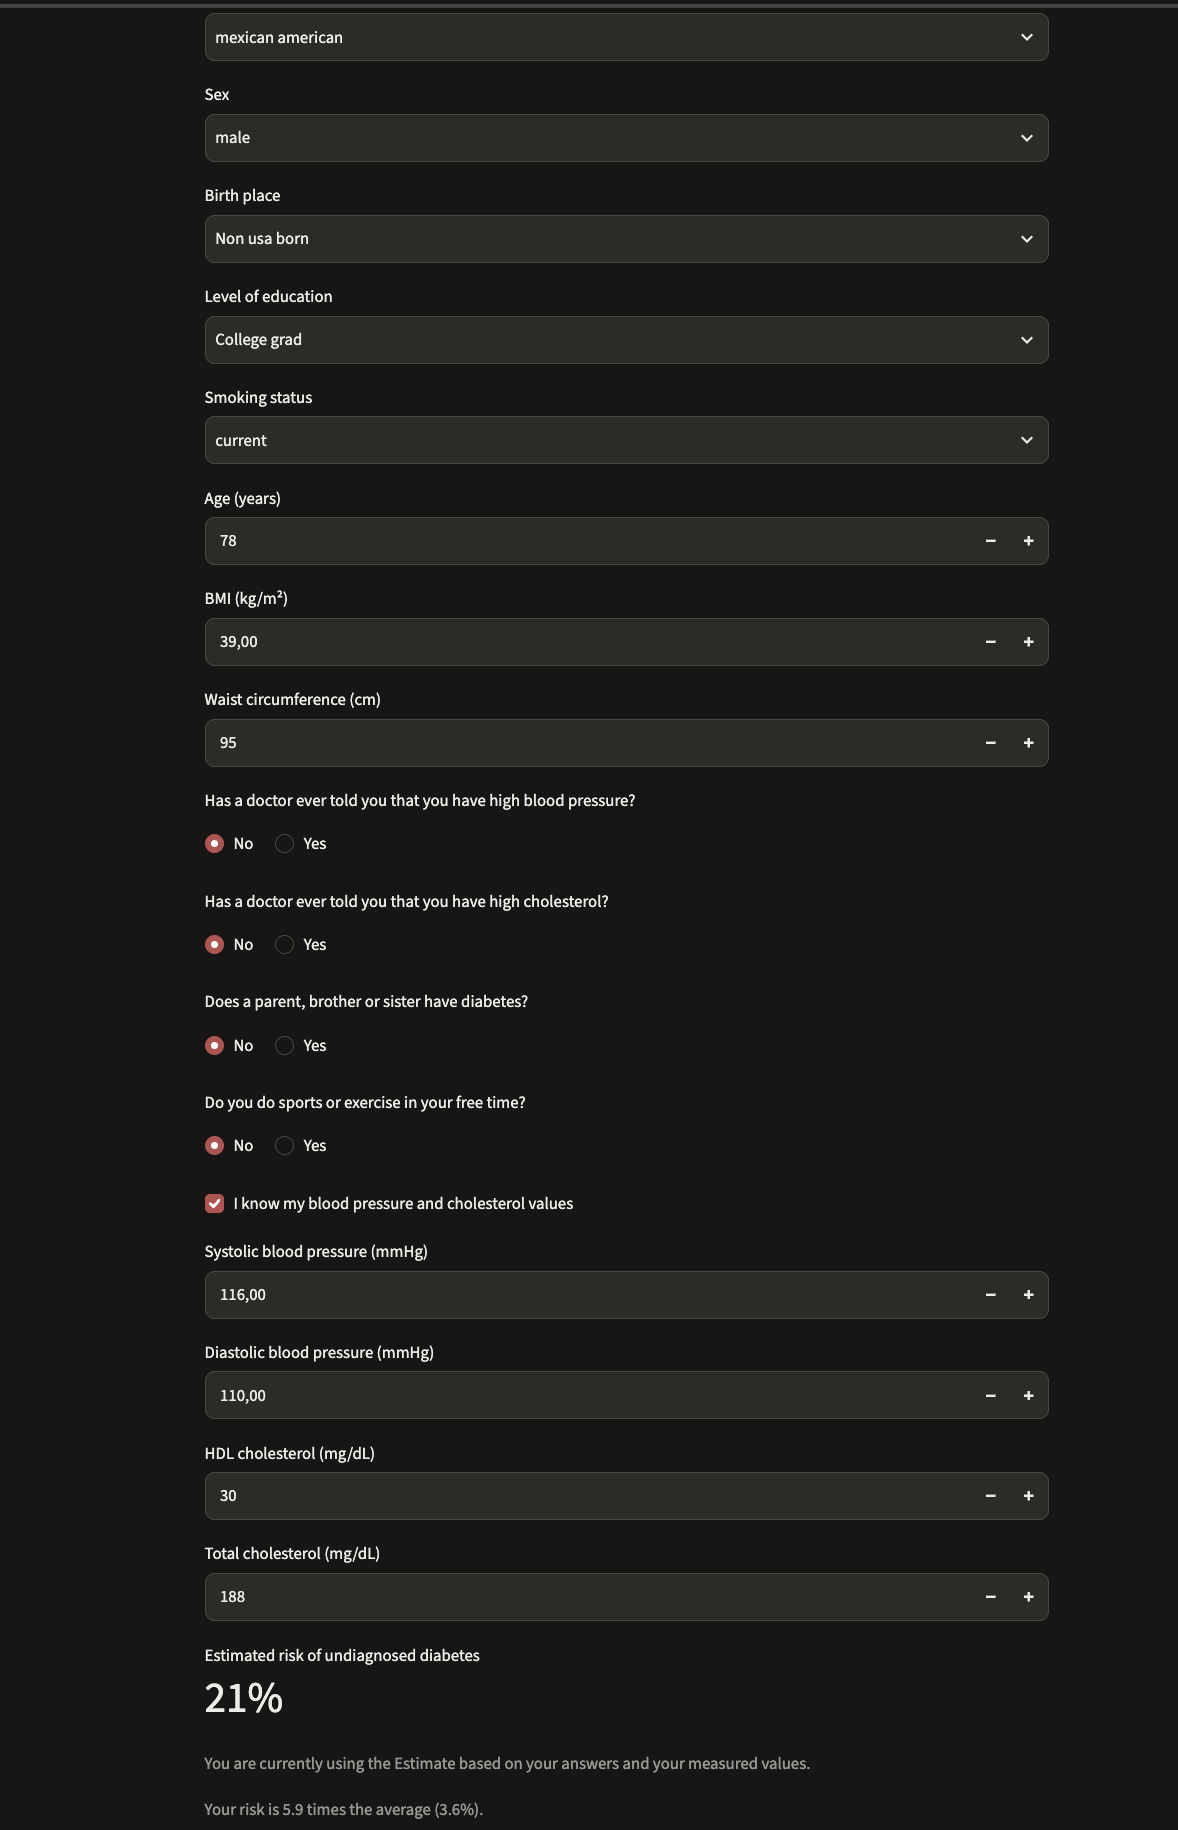 mexican american
Sex
male
Birth place
Non usa born
Level of education
College grad
Smoking status
current
Age (years)
78
BMI (kg/m²)
39,00
Waist circumference (cm)
95
Has a doctor ever told you that you have high blood pressure?
No Yes
Has a doctor ever told you that you have high cholesterol?
No Yes
Does a parent, brother or sister have diabetes?
No Yes
Do you do sports or exercise in your free time?
No Yes
I know my blood pressure and cholesterol values
Systolic blood pressure (mmHg)
116,00
Diastolic blood pressure (mmHg)
110,00
HDL cholesterol (mg/dL)
30
Total cholesterol (mg/dL)
188
Estimated risk of undiagnosed diabetes
21%
You are currently using the Estimate based on your answers and your measured values.
Your risk is 5.9 times the average (3.6%).